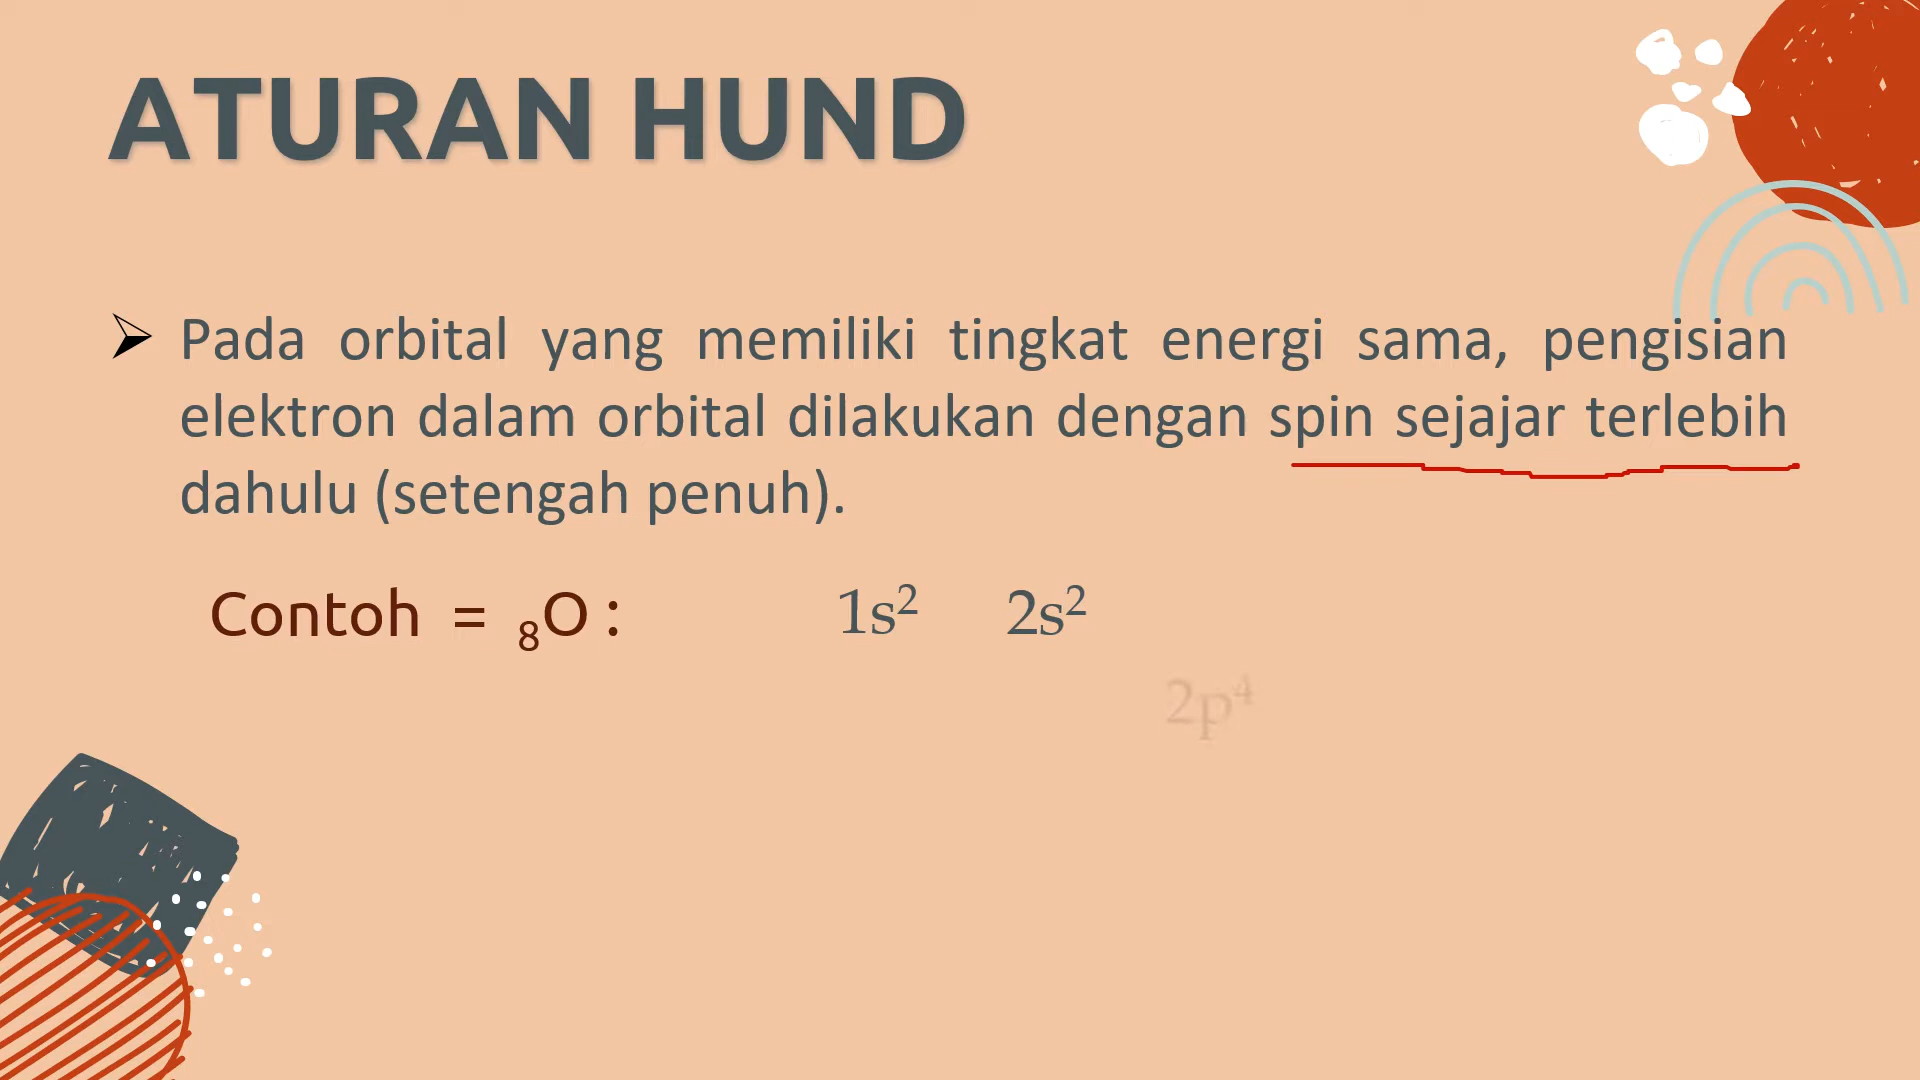 ATURAN HUND
➢ Pada orbital yang memiliki tingkat energi sama, pengisian
elektron dalam orbital dilakukan dengan spin sejajar terlebih
dahulu (setengah penuh).
Contoh = ₈O : 1s² 2s²
2p⁴